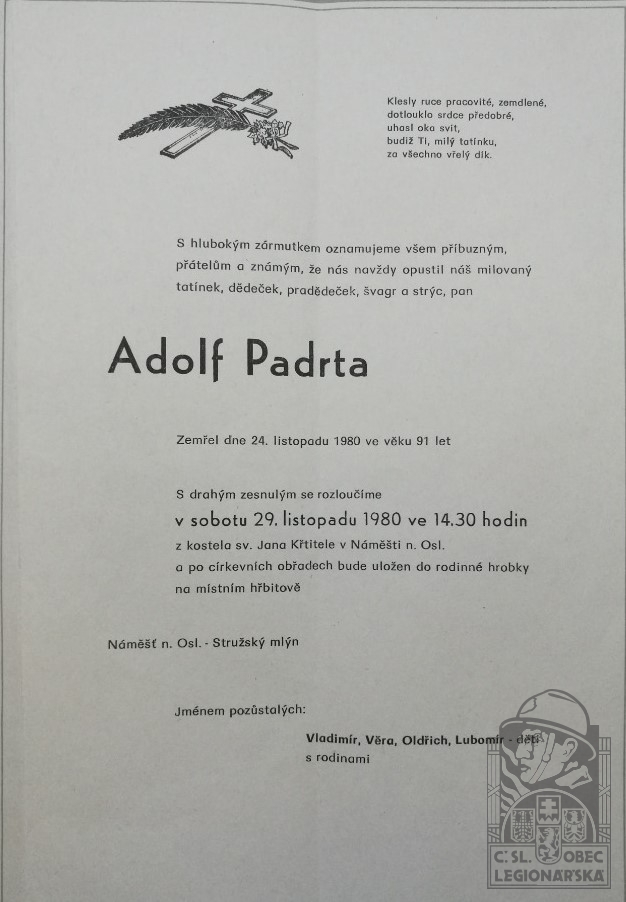 Klesly ruce pracovité, zemdlené,
dotlouklo srdce předobré,
uhasl oka svit,
budiž Ti, milý tatínku,
za všechno vřelý dík.
S hlubokým zármutkem oznamujeme všem příbuzným,
přátelům a známým, že nás navždy opustil náš milovaný
tatínek, dědeček, pradědeček, švagr a strýc, pan
Adolf Padrta
Zemřel dne 24. listopadu 1980 ve věku 91 let
S drahým zesnulým se rozloučíme
v sobotu 29. listopadu 1980 ve 14.30 hodin
z kostela sv. Jana Křtitele v Náměšti n. Osl.
a po církevních obřadech bude uložen do rodinné hrobky
na místním hřbitově
Náměšť n. Osl. - Stružský mlýn
Jménem pozůstalých:
Vladimír, Věra, Oldřich, Lubomír - děti
s rodinami
Č.SL. OBEC
LEGIONÁŘSKÁ